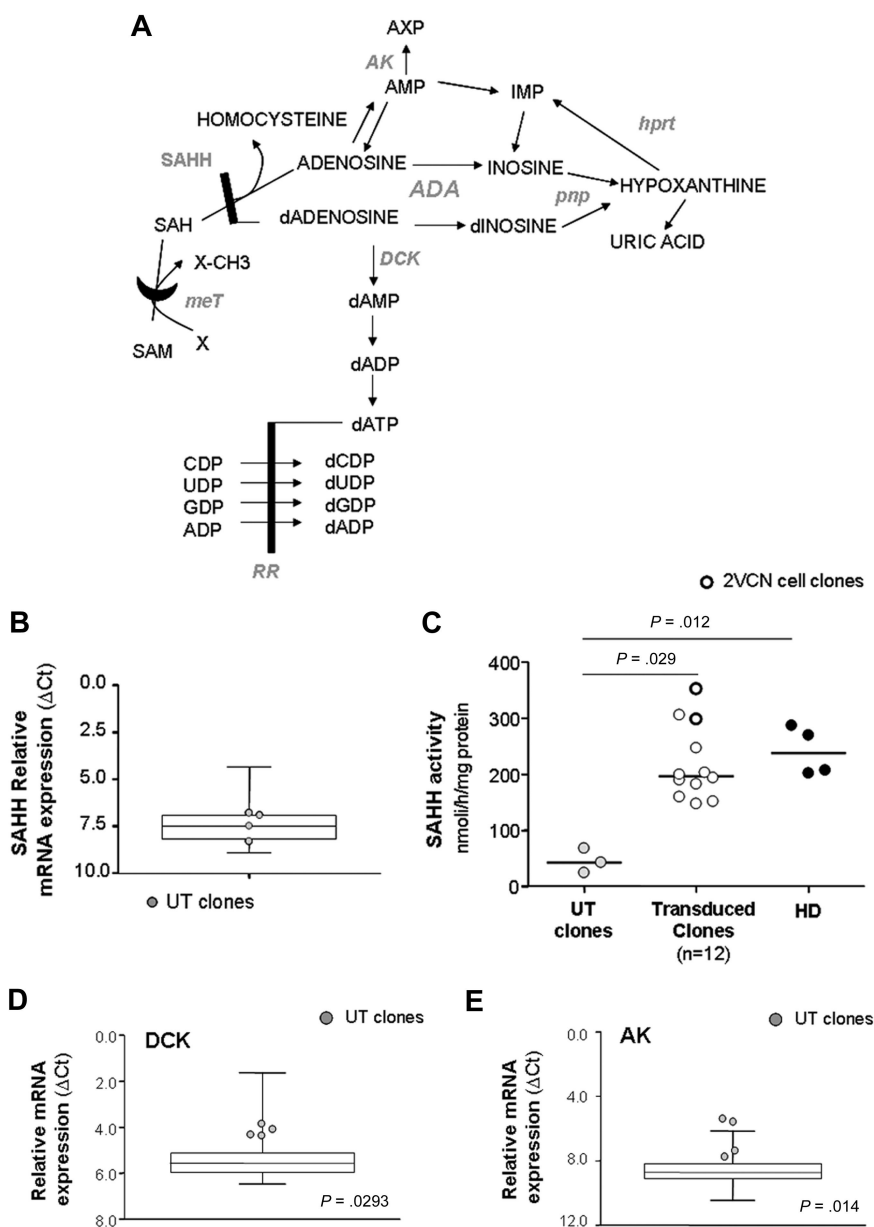 A
AXP
AK
AMP
IMP
HOMOCYSTEINE
hprt
SAHH
ADENOSINE
INOSINE
ADA
HYPOXANTHINE
pnp
dADENOSINE
dINOSINE
SAH
URIC ACID
X-CH3
DCK
meT
dAMP
SAM
X
dADP
dATP
CDP
dCDP
UDP
dUDP
GDP
dGDP
ADP
dADP
RR
2VCN cell clones
B
SAHH Relative
mRNA expression (ΔCt)
0.0
2.5
5.0
7.5
10.0
UT clones
C
P = .012
P = .029
SAHH activity
nmoli/h/mg protein
400
300
200
100
0
UT
clones
Transduced
Clones
(n=12)
HD
D
UT clones
DCK
Relative mRNA
expression (ΔCt)
0.0
2.0
4.0
6.0
8.0
P = .0293
E
UT clones
AK
Relative mRNA
expression (ΔCt)
0.0
4.0
8.0
12.0
P = .014